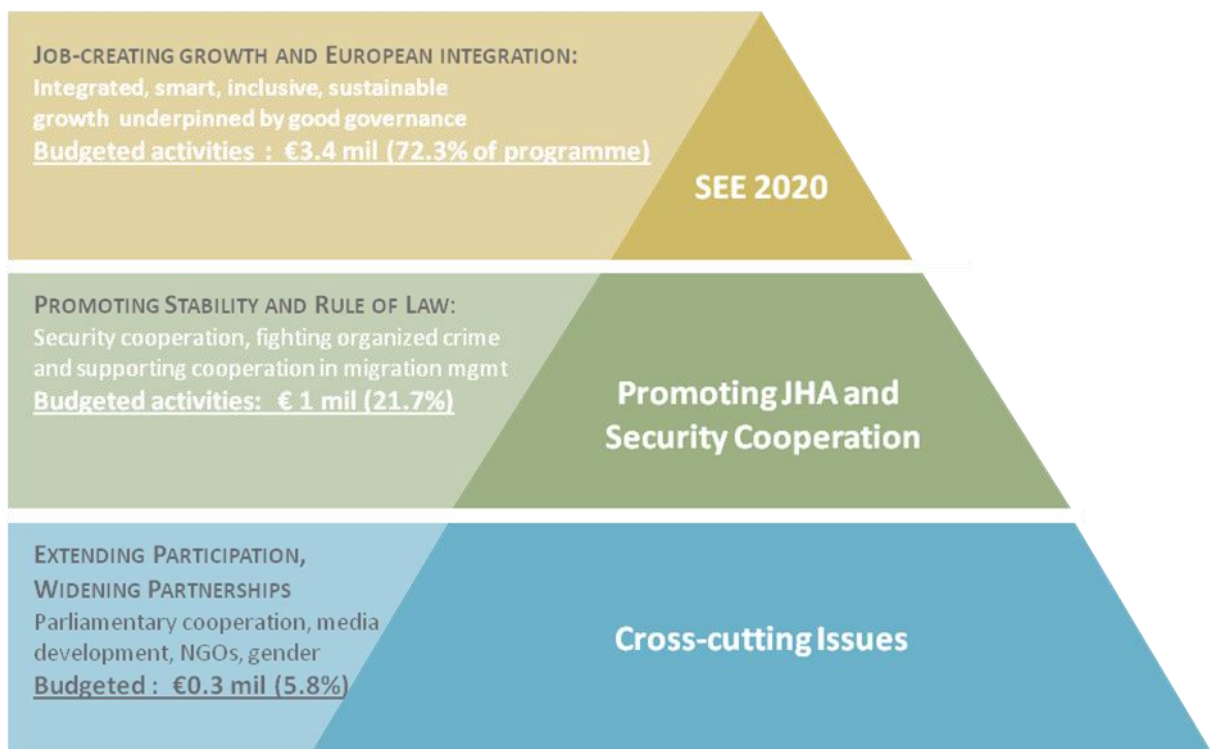 JOB-CREATING GROWTH AND EUROPEAN INTEGRATION:
Integrated, smart, inclusive, sustainable
growth underpinned by good governance
Budgeted activities : €3.4 mil (72.3% of programme)
SEE 2020
PROMOTING STABILITY AND RULE OF LAW:
Security cooperation, fighting organized crime
and supporting cooperation in migration mgmt
Budgeted activities: € 1 mil (21.7%)
Promoting JHA and
Security Cooperation
EXTENDING PARTICIPATION,
WIDENING PARTNERSHIPS
Parliamentary cooperation, media
development, NGOs, gender
Budgeted : €0.3 mil (5.8%)
Cross-cutting Issues